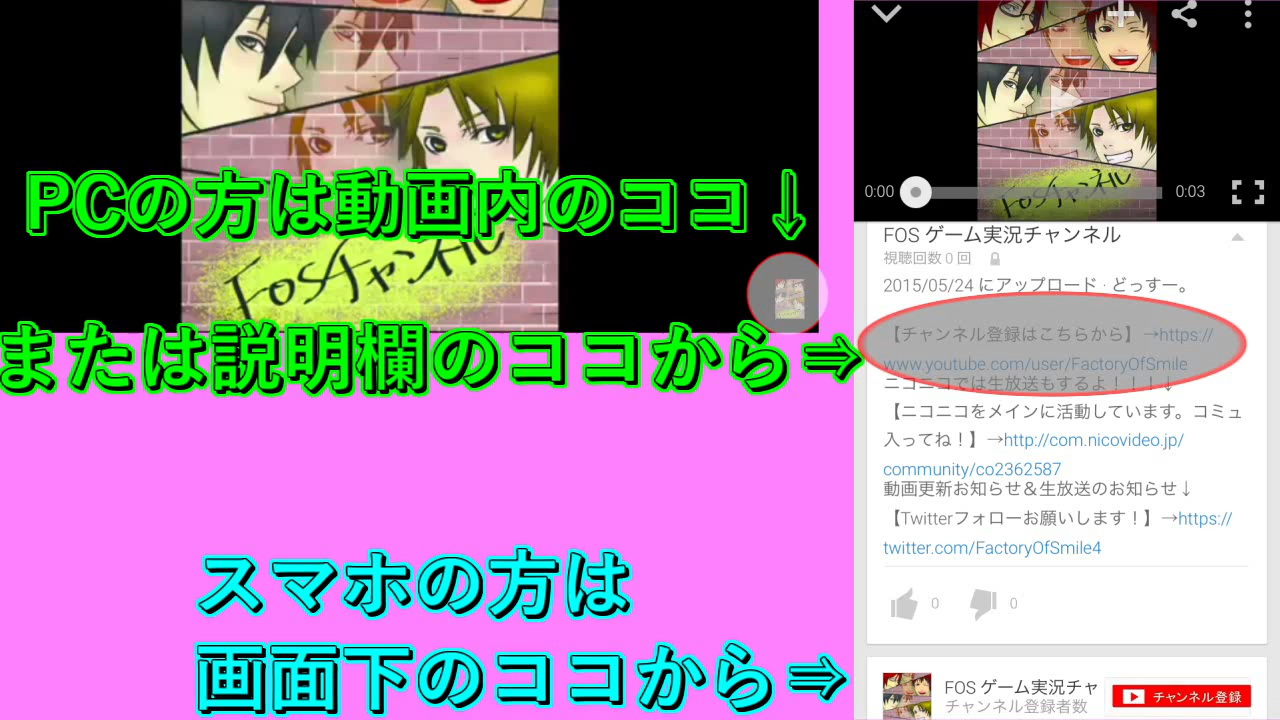 PCの方は動画内のココ↓
FOSチャンネル
または説明欄のココから⇒
スマホの方は
画面下のココから⇒
FOSチャンネル
0:00
0:03
FOS ゲーム実況チャンネル
視聴回数 0 回
2015/05/24 にアップロード · どっすー。
【チャンネル登録はこちらから】→https://
www.youtube.com/user/FactoryOfSmile
ニコニコでは生放送もするよ！！！↓
【ニコニコをメインに活動しています。コミュ
入ってね！】→http://com.nicovideo.jp/
community/co2362587
動画更新お知らせ＆生放送のお知らせ↓
【Twitterフォローお願いします！】→https://
twitter.com/FactoryOfSmile4
0
0
FOS ゲーム実況チャ
チャンネル登録者数
チャンネル登録